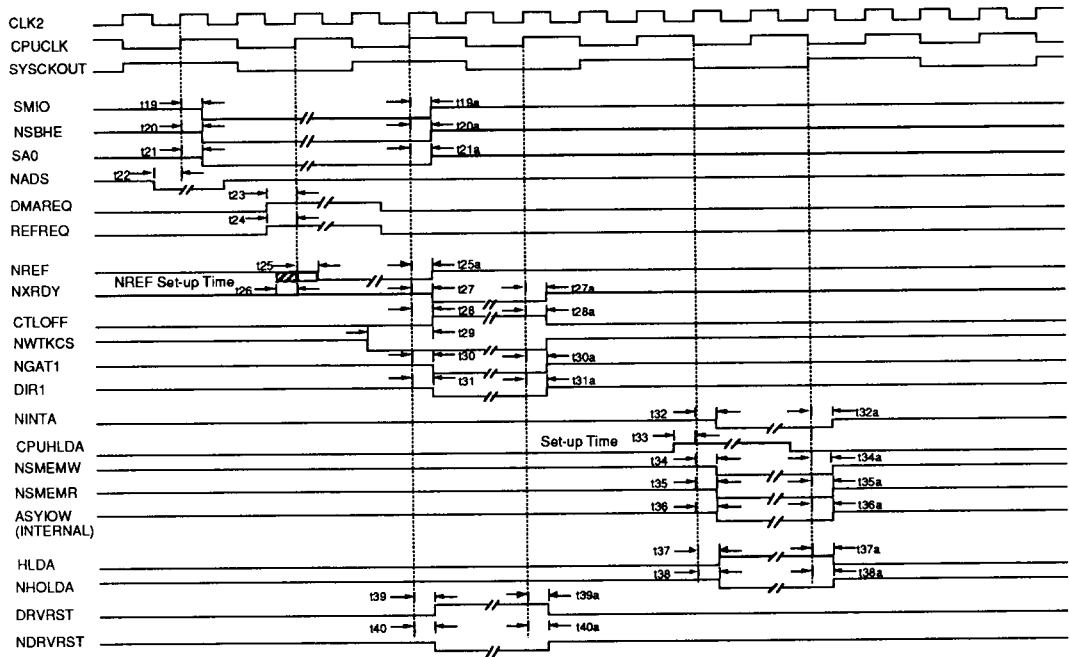 CLK2
CPUCLK
SYSCKOUT
SMIO t19 t19a
NSBHE t20 t20a
SA0 t21 t21a
NADS t22
DMAREQ t23
REFREQ t24
NREF t25 t25a
NXRDY NREF Set-up Time t26 t27 t27a
CTLOFF t28 t28a
NWTKCS t29
NGAT1 t30 t30a
DIR1 t31 t31a
NINTA t32 t32a
CPUHLDA Set-up Time t33
NSMEMW t34 t34a
NSMEMR t35 t35a
ASYIOW t36 t36a
(INTERNAL)
HLDA t37 t37a
NHOLDA t38 t38a
DRVRST t39 t39a
NDRVRST t40 t40a